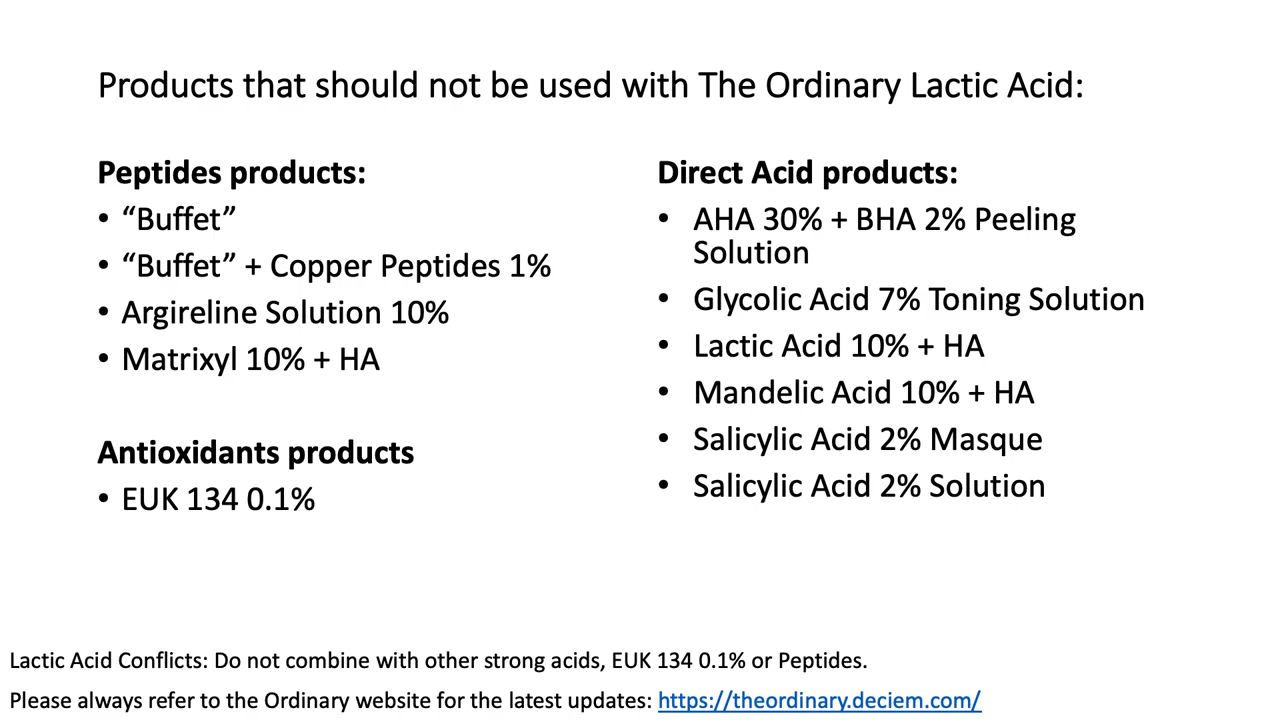 Products that should not be used with The Ordinary Lactic Acid:
Peptides products:
• “Buffet”
• “Buffet” + Copper Peptides 1%
• Argireline Solution 10%
• Matrixyl 10% + HA
Antioxidants products
• EUK 134 0.1%
Direct Acid products:
• AHA 30% + BHA 2% Peeling
Solution
• Glycolic Acid 7% Toning Solution
• Lactic Acid 10% + HA
• Mandelic Acid 10% + HA
• Salicylic Acid 2% Masque
• Salicylic Acid 2% Solution
Lactic Acid Conflicts: Do not combine with other strong acids, EUK 134 0.1% or Peptides.
Please always refer to the Ordinary website for the latest updates: https://theordinary.deciem.com/